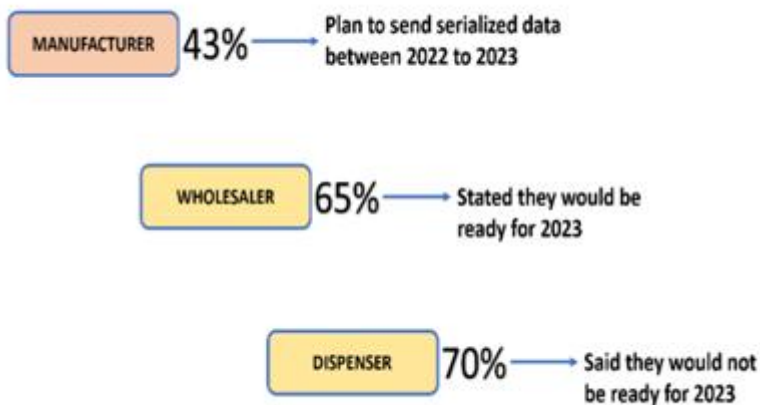 MANUFACTURER 43% Plan to send serialized data
between 2022 to 2023
WHOLESALER 65% Stated they would be
ready for 2023
DISPENSER 70% Said they would not
be ready for 2023